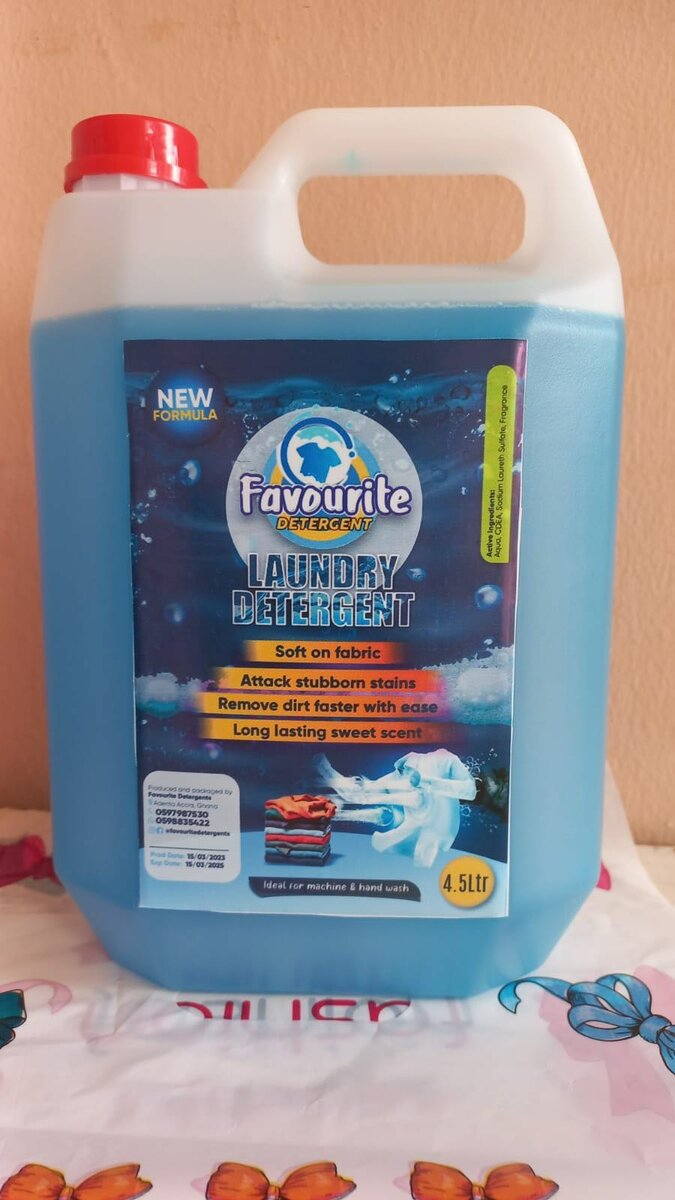 NEW
FORMULA
Favourite
DETERGENT
LAUNDRY
DETERGENT
Soft on fabric
Attack stubborn stains
Remove dirt faster with ease
Long lasting sweet scent
Active Ingredients:
Aqua, CDEA, Sodium Laureth Sulfate, Fragrance
Produced and packaged by
Favourite Detergents
Adenta Accra, Ghana
0597987530
0598835422
@favouritedetergents
Prod Date: 15/03/2023
Exp Date: 15/03/2025
Ideal for machine & hand wash
4.5Ltr